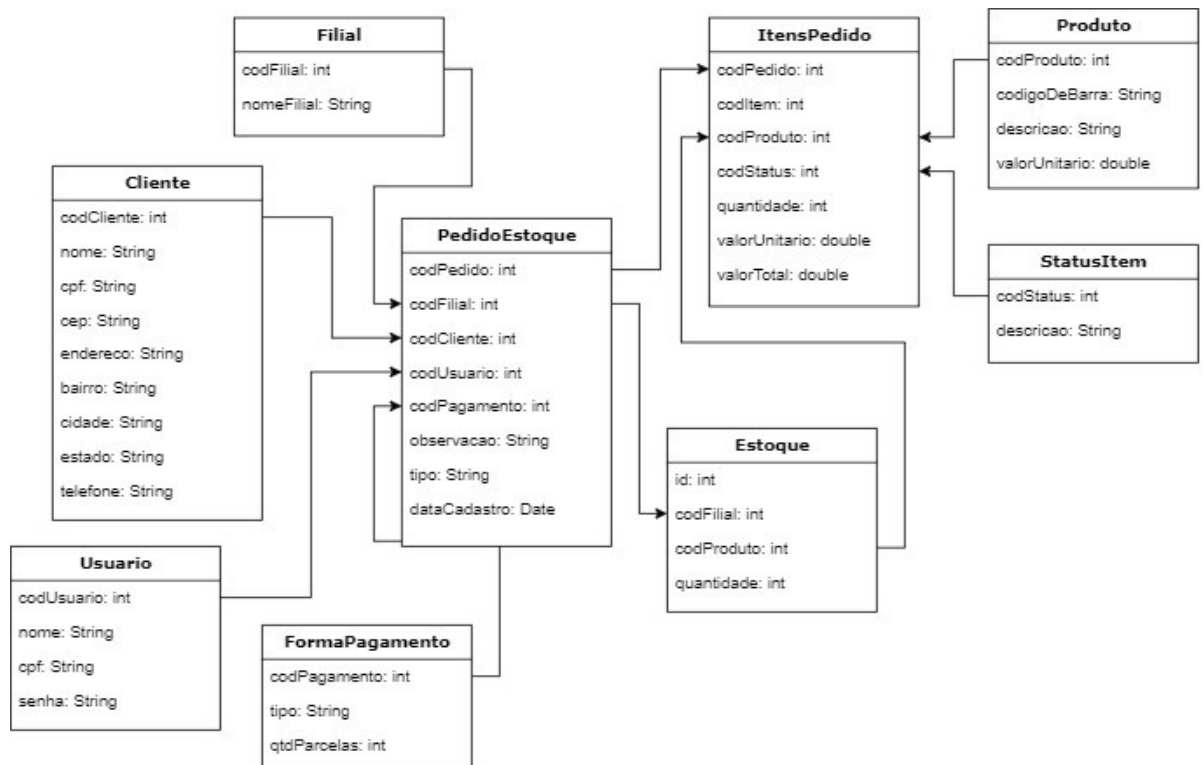 Filial
codFilial: int
nomeFilial: String
Cliente
codCliente: int
nome: String
cpf: String
cep: String
endereco: String
bairro: String
cidade: String
estado: String
telefone: String
Usuario
codUsuario: int
nome: String
cpf: String
senha: String
FormaPagamento
codPagamento: int
tipo: String
qtdParcelas: int
PedidoEstoque
codPedido: int
codFilial: int
codCliente: int
codUsuario: int
codPagamento: int
observacao: String
tipo: String
dataCadastro: Date
ItensPedido
codPedido: int
codItem: int
codProduto: int
codStatus: int
quantidade: int
valorUnitario: double
valorTotal: double
Estoque
id: int
codFilial: int
codProduto: int
quantidade: int
Produto
codProduto: int
codigoDeBarra: String
descricao: String
valorUnitario: double
StatusItem
codStatus: int
descricao: String